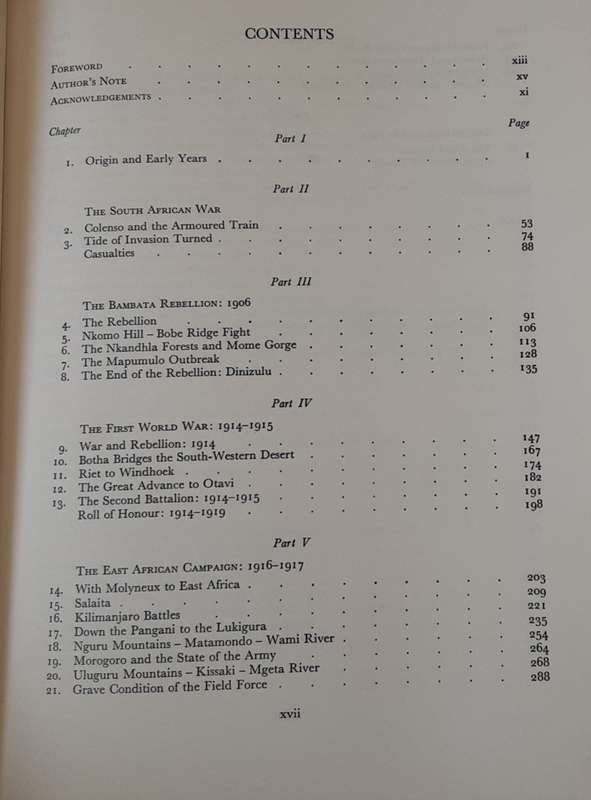 CONTENTS
FOREWORD . . . . . . . . . . . . . xiii
AUTHOR'S NOTE . . . . . . . . . . . . xv
ACKNOWLEDGEMENTS . . . . . . . . . . . . xi
Chapter Page
Part I
1. Origin and Early Years . . . . . . . . . . 1
Part II
THE SOUTH AFRICAN WAR
2. Colenso and the Armoured Train . . . . . . . . 53
3. Tide of Invasion Turned . . . . . . . . . . 74
Casualties . . . . . . . . . . . . 88
Part III
THE BAMBATA REBELLION: 1906
4. The Rebellion . . . . . . . . . . . 91
5. Nkomo Hill – Bobe Ridge Fight . . . . . . . . 106
6. The Nkandhla Forests and Mome Gorge . . . . . . . 113
7. The Mapumulo Outbreak . . . . . . . . . 128
8. The End of the Rebellion: Dinizulu . . . . . . . . 135
Part IV
THE FIRST WORLD WAR: 1914–1915
9. War and Rebellion: 1914 . . . . . . . . . 147
10. Botha Bridges the South-Western Desert . . . . . . . 167
11. Riet to Windhoek . . . . . . . . . . . 174
12. The Great Advance to Otavi . . . . . . . . . 182
13. The Second Battalion: 1914–1915 . . . . . . . . 191
Roll of Honour: 1914–1919 . . . . . . . . . 198
Part V
THE EAST AFRICAN CAMPAIGN: 1916–1917
14. With Molyneux to East Africa . . . . . . . . . 203
15. Salaita . . . . . . . . . . . . . 209
16. Kilimanjaro Battles . . . . . . . . . . 221
17. Down the Pangani to the Lukigura . . . . . . . . 235
18. Nguru Mountains – Matamondo – Wami River . . . . . . 254
19. Morogoro and the State of the Army . . . . . . . 264
20. Uluguru Mountains – Kissaki – Mgeta River . . . . . . 268
21. Grave Condition of the Field Force . . . . . . . . 288
xvii